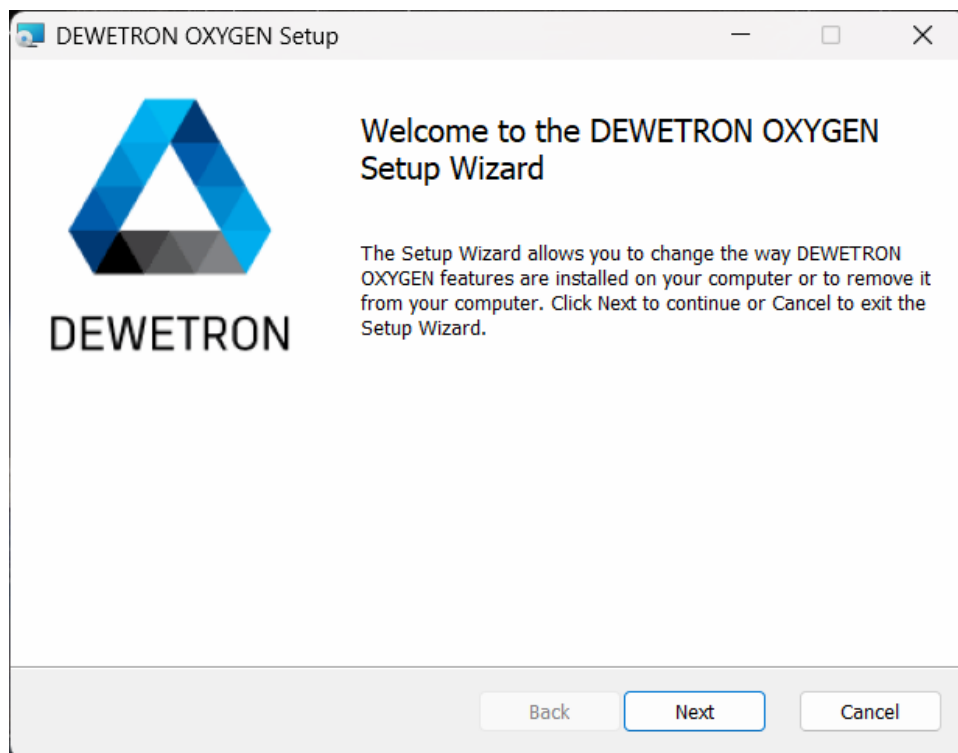 DEWETRON OXYGEN Setup
DEWETRON
Welcome to the DEWETRON OXYGEN
Setup Wizard
The Setup Wizard allows you to change the way DEWETRON
OXYGEN features are installed on your computer or to remove it
from your computer. Click Next to continue or Cancel to exit the
Setup Wizard.
Back
Next
Cancel